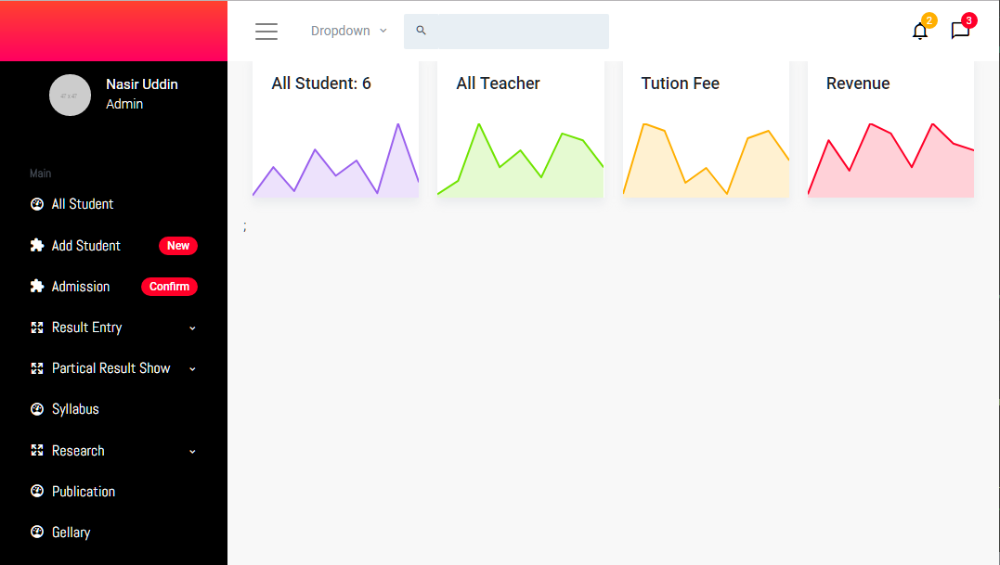 Dropdown
2
3
Nasir Uddin
Admin
47 x 47
Main
All Student
Add Student
New
Admission
Confirm
Result Entry
Partical Result Show
Syllabus
Research
Publication
Gellary
All Student: 6
All Teacher
Tution Fee
Revenue
;